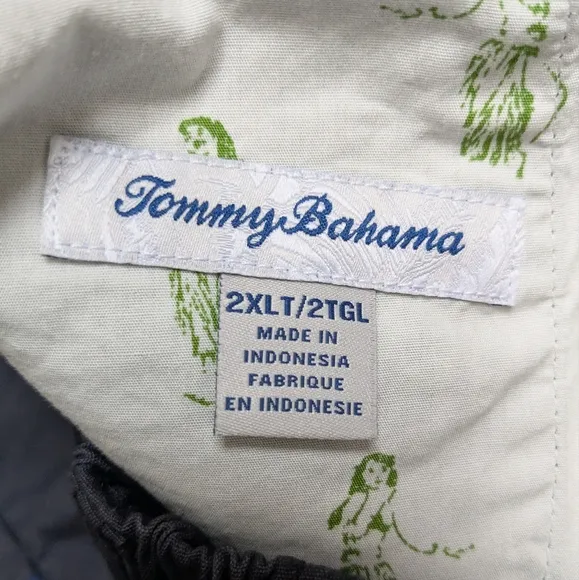 Tommy Bahama
2XLT/2TGL
MADE IN
INDONESIA
FABRIQUE
EN INDONESIE